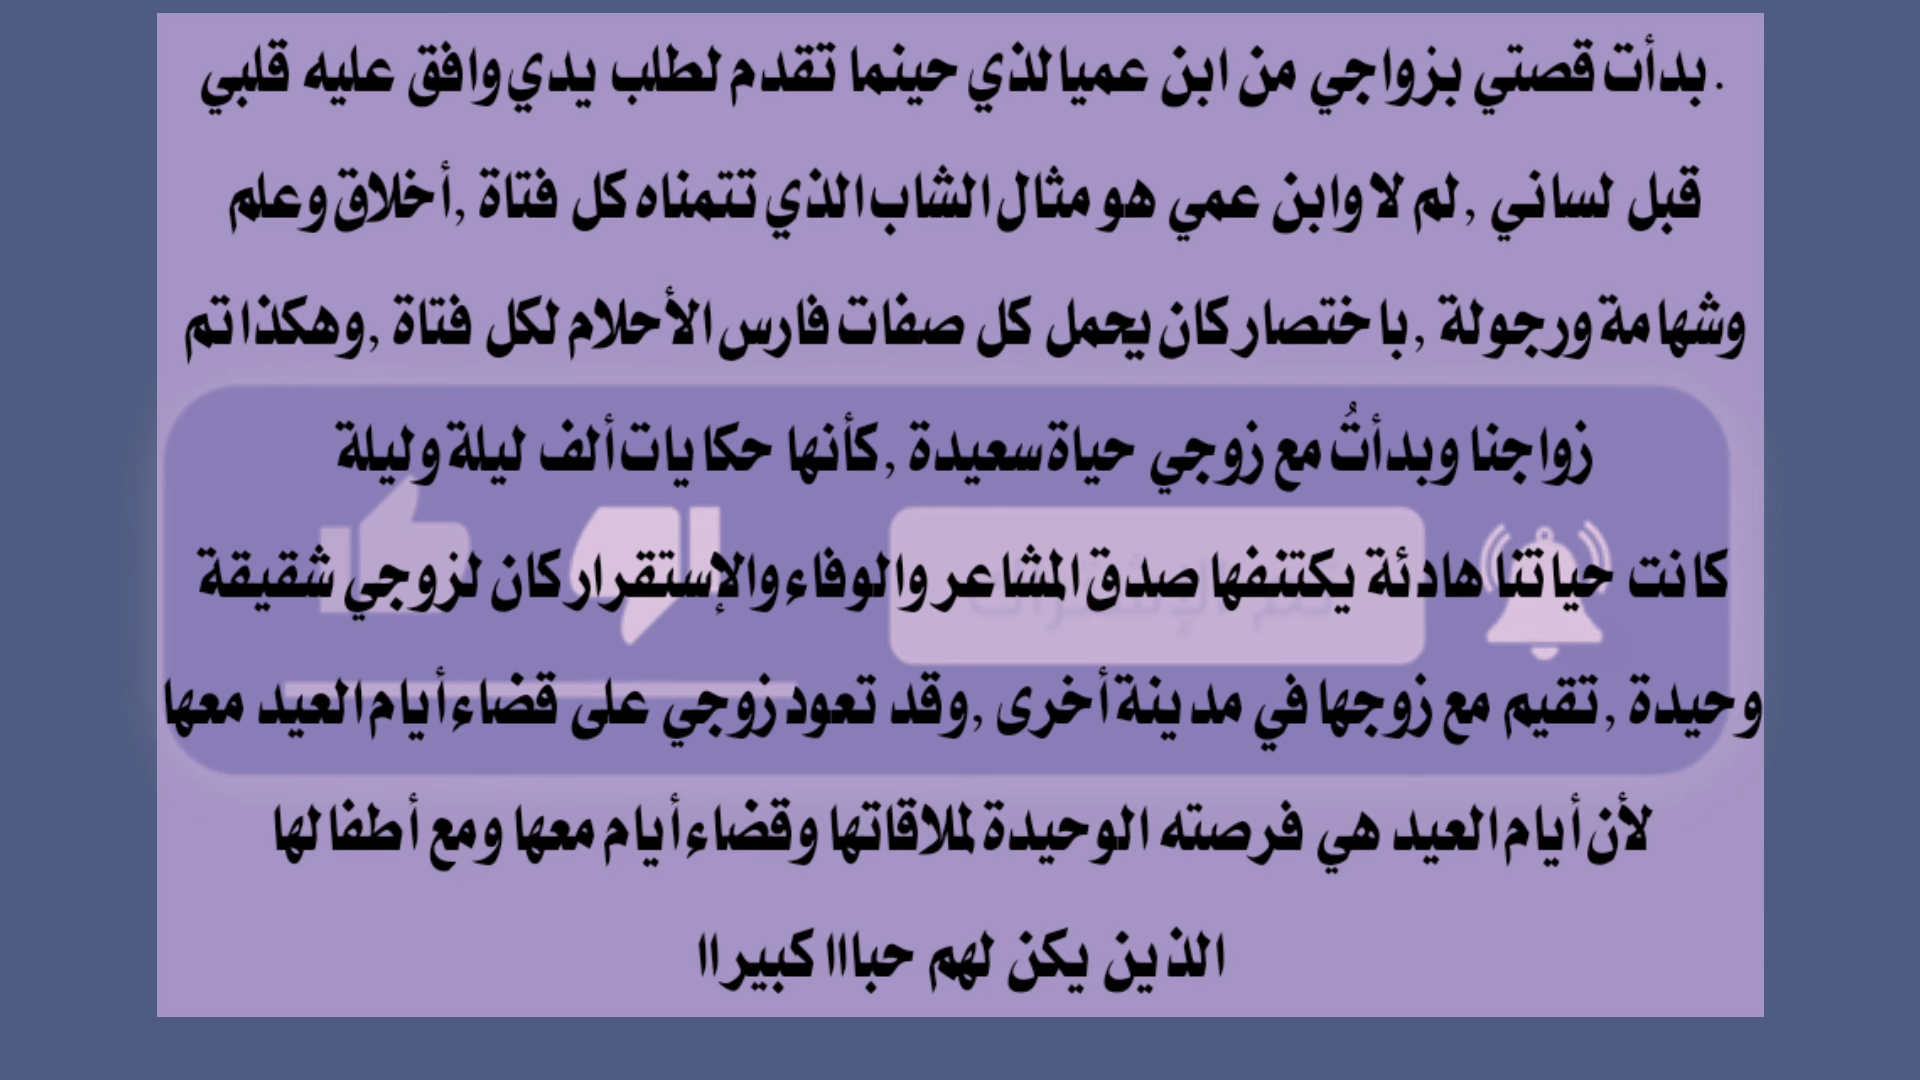 . بدأت قصتي بزواجي من ابن عميا لذي حينما تقدم لطلب يدي وافق عليه قلبي
قبل لساني , لم لا وابن عمي هو مثال الشاب الذي تتمناه كل فتاة , أخلاق وعلم
وشهامة ورجولة , باختصار كان يحمل كل صفات فارس الأحلام لكل فتاة , وهكذا تم
زواجنا وبدأتُ مع زوجي حياة سعيدة , كأنها حكايات ألف ليلة وليلة
كانت حياتنا هادئة يكتنفها صدق المشاعر والوفاء والإستقرار كان لزوجي شقيقة
وحيدة , تقيم مع زوجها في مدينة أخرى , وقد تعود زوجي على قضاء أيام العيد معها
لأن أيام العيد هي فرصته الوحيدة لملاقاتها وقضاء أيام معها ومع أطفالها
الذين يكن لهم حبااا كبيراا